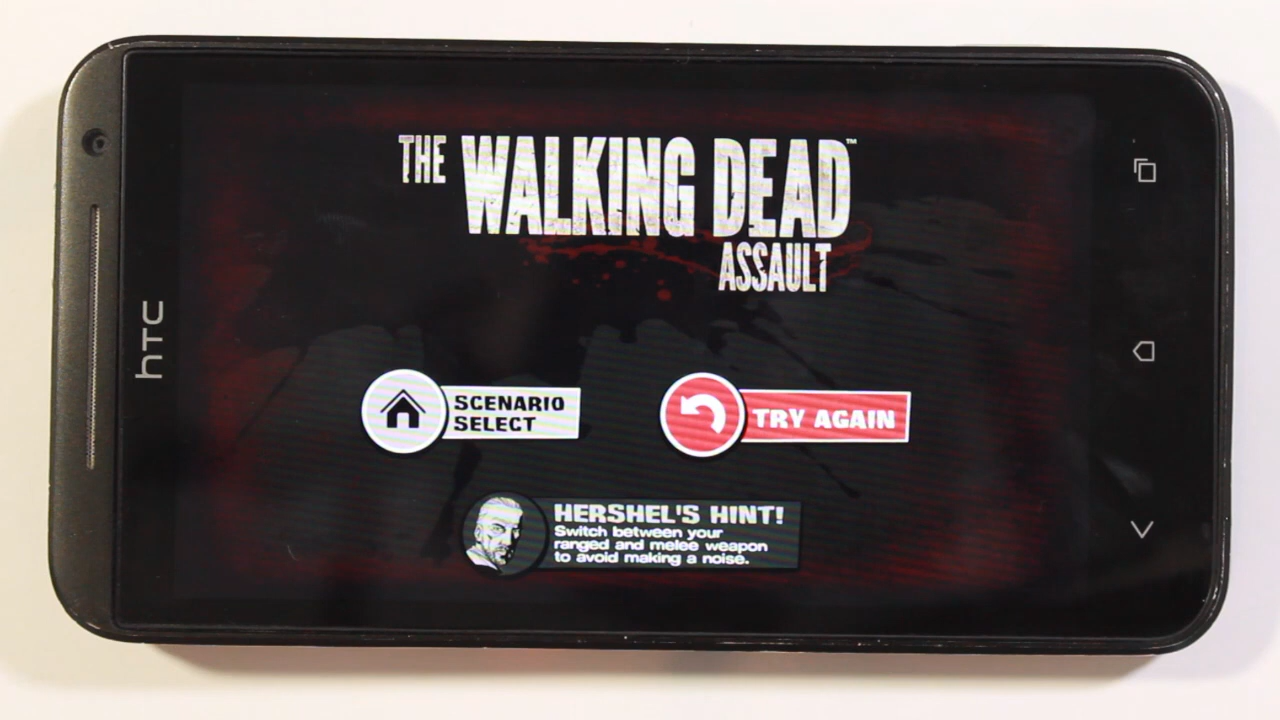 hTC
THE WALKING DEAD™
ASSAULT
SCENARIO
SELECT
TRY AGAIN
HERSHEL'S HINT!
Switch between your
ranged and melee weapon
to avoid making a noise.